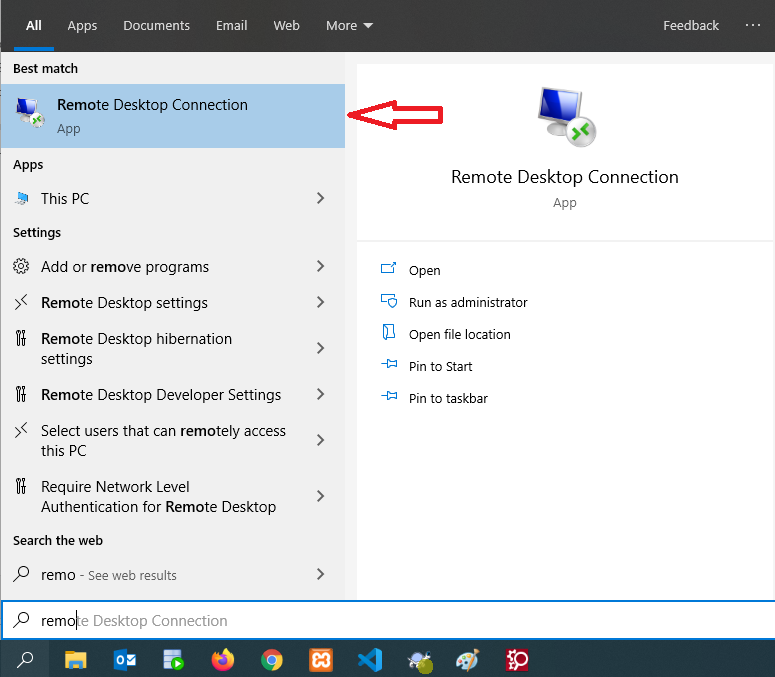 All Apps Documents Email Web More Feedback ...
Best match
Remote Desktop Connection
App
Apps
This PC
Settings
Add or remove programs
Remote Desktop settings
Remote Desktop hibernation
settings
Remote Desktop Developer Settings
Select users that can remotely access
this PC
Require Network Level
Authentication for Remote Desktop
Search the web
remo - See web results
remote Desktop Connection
Remote Desktop Connection
App
Open
Run as administrator
Open file location
Pin to Start
Pin to taskbar